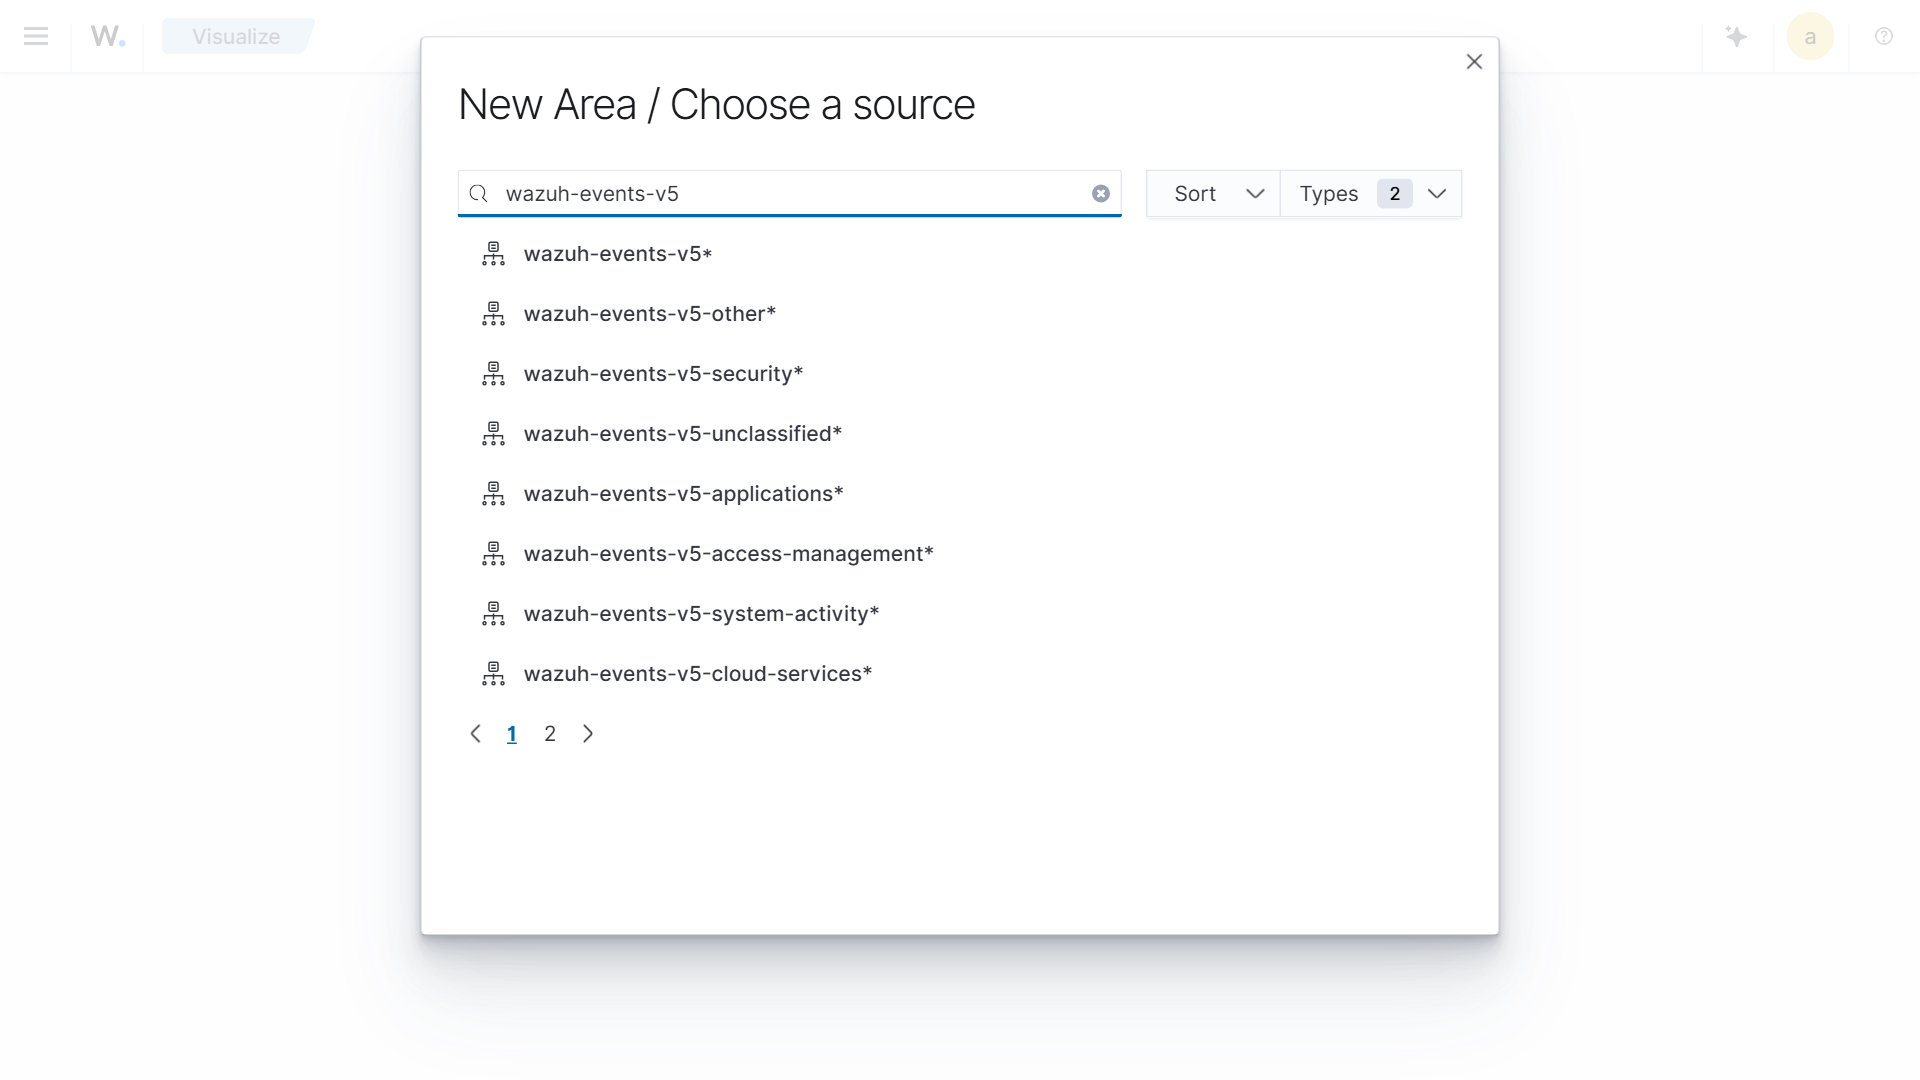 W.
Visualize
a
New Area / Choose a source
wazuh-events-v5
Sort
Types 2
wazuh-events-v5*
wazuh-events-v5-other*
wazuh-events-v5-security*
wazuh-events-v5-unclassified*
wazuh-events-v5-applications*
wazuh-events-v5-access-management*
wazuh-events-v5-system-activity*
wazuh-events-v5-cloud-services*
1 2